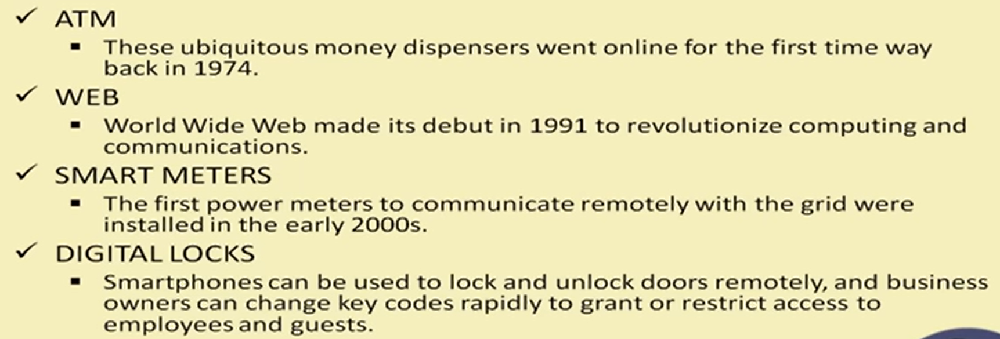 ✓ ATM
▪ These ubiquitous money dispensers went online for the first time way
back in 1974.
✓ WEB
▪ World Wide Web made its debut in 1991 to revolutionize computing and
communications.
✓ SMART METERS
▪ The first power meters to communicate remotely with the grid were
installed in the early 2000s.
✓ DIGITAL LOCKS
▪ Smartphones can be used to lock and unlock doors remotely, and business
owners can change key codes rapidly to grant or restrict access to
employees and guests.